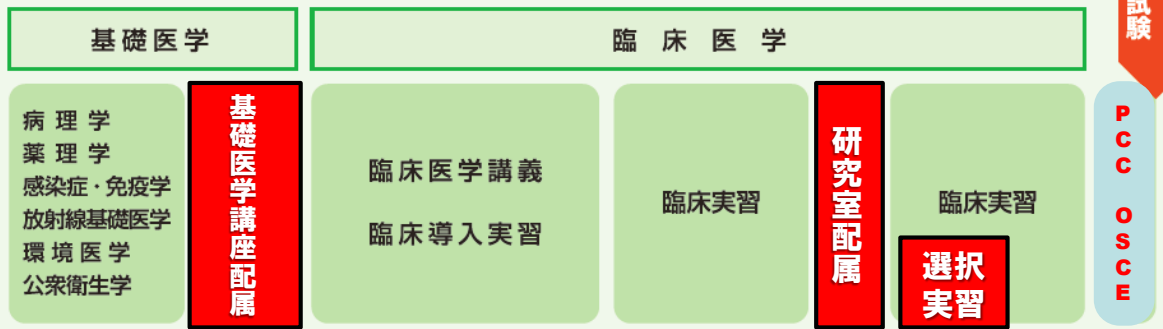 試験
基礎医学
臨床医学
病理学
薬理学
感染症・免疫学
放射線基礎医学
環境医学
公衆衛生学
基礎医学講座配属
臨床医学講義
臨床導入実習
臨床実習
研究室配属
臨床実習
選択
実習
PCC OSCE